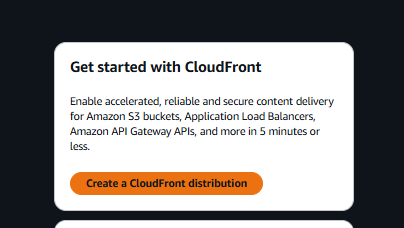 Get started with CloudFront
Enable accelerated, reliable and secure content delivery
for Amazon S3 buckets, Application Load Balancers,
Amazon API Gateway APIs, and more in 5 minutes or
less.
Create a CloudFront distribution